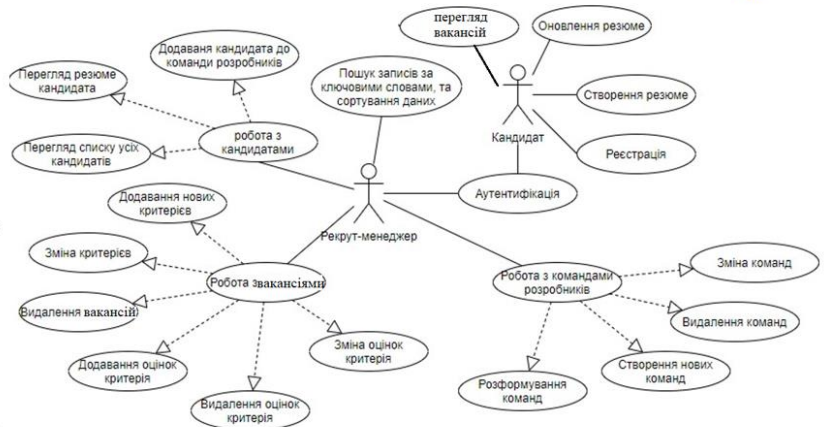 перегляд
вакансій
Оновлення резюме
Додаваня кандидата до
команди розробників
Перегляд резюме
кандидата
Пошук записів за
ключовими словами, та
сортування даних
Створення резюме
Кандидат
робота з
кандидатами
Перегляд списку усіх
кандидатів
Реєстрація
Аутентифікація
Додавання нових
критерієв
Рекрут-менеджер
Зміна критерієв
Робота звакансіями
Робота з командами
розробників
Зміна команд
Видалення вакансій
Видалення команд
Зміна оцінок
критерія
Додавання оцінок
критерія
Створення нових
команд
Розформування
команд
Видалення оцінок
критерія